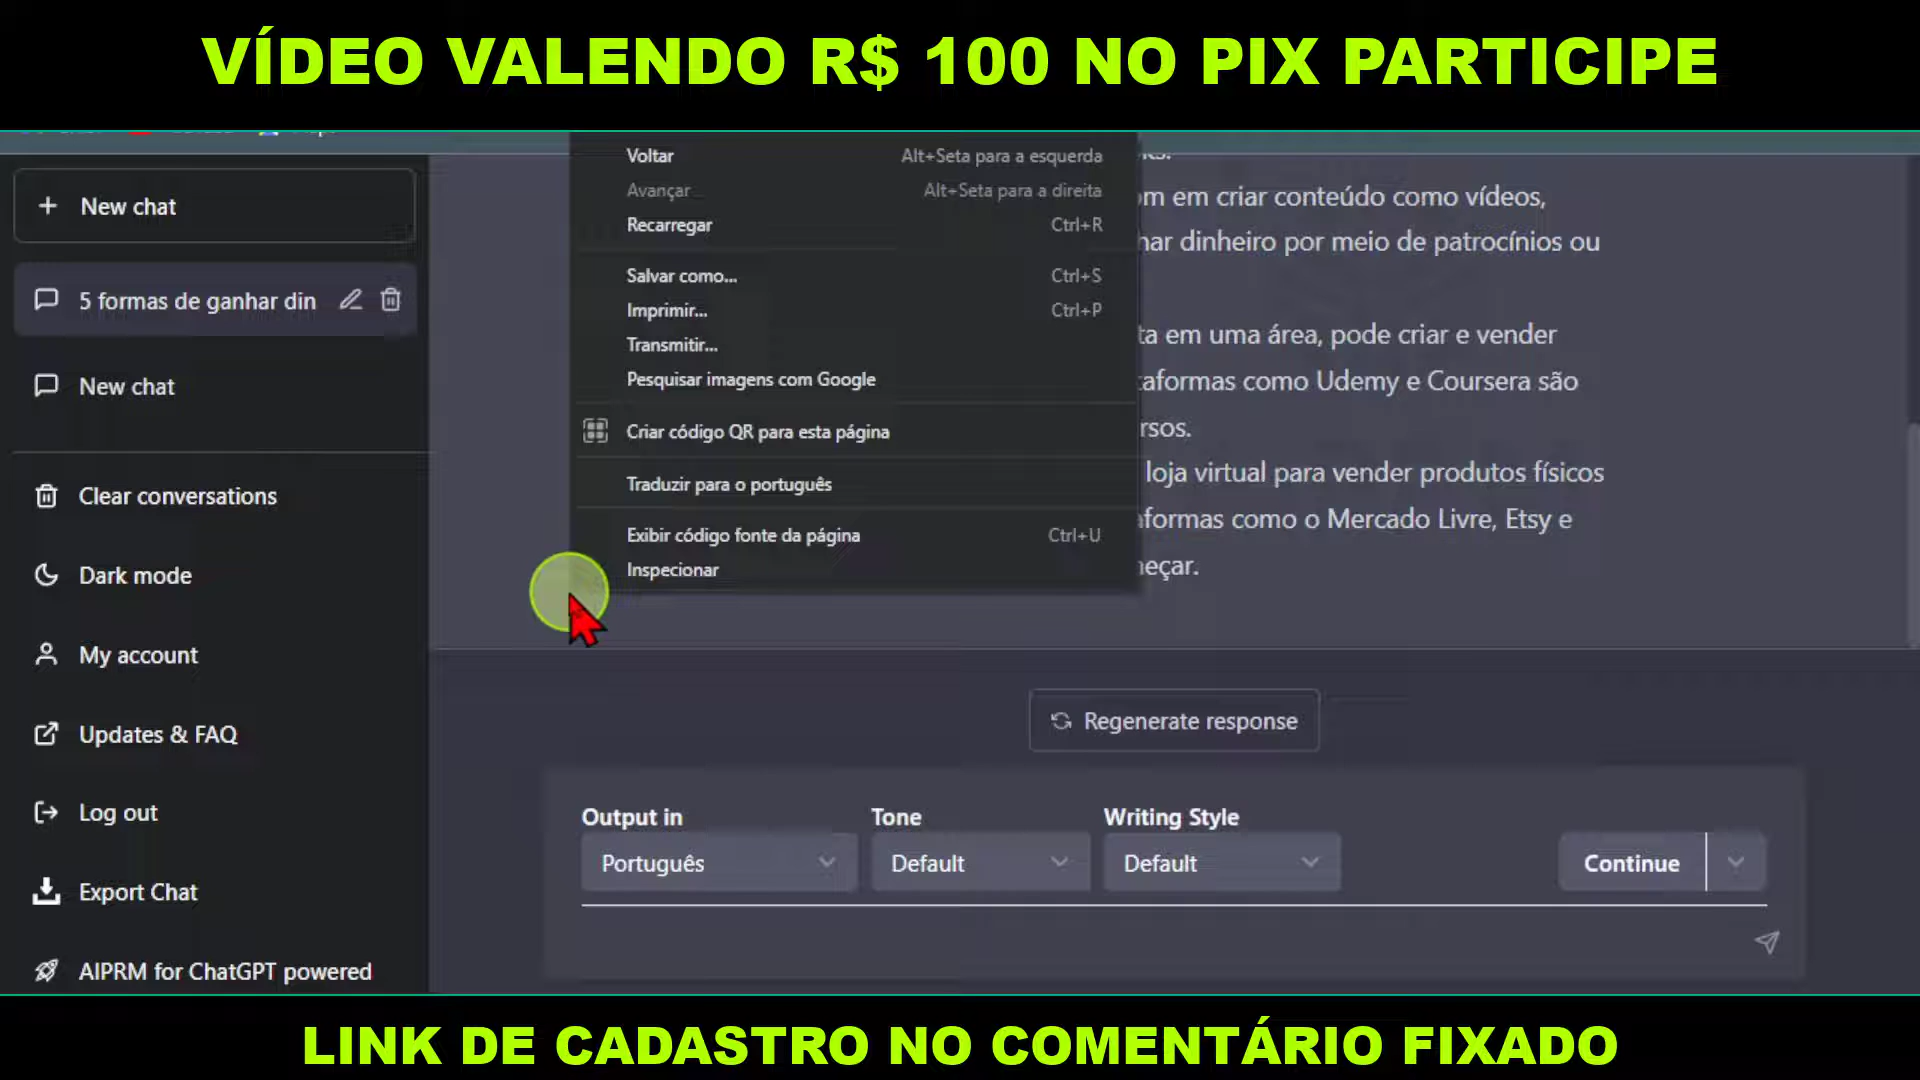 VÍDEO VALENDO R$ 100 NO PIX PARTICIPE
New chat
5 formas de ganhar din
New chat
Clear conversations
Dark mode
My account
Updates & FAQ
Log out
Export Chat
AIPRM for ChatGPT powered
Voltar Alt+Seta para a esquerda
Avançar Alt+Seta para a direita
Recarregar Ctrl+R
Salvar como... Ctrl+S
Imprimir... Ctrl+P
Transmitir...
Pesquisar imagens com Google
Criar código QR para esta página
Traduzir para o português
Exibir código fonte da página Ctrl+U
Inspecionar
em criar conteúdo como vídeos,
dinheiro por meio de patrocínios ou
em uma área, pode criar e vender
como Udemy e Coursera são
loja virtual para vender produtos físicos
como o Mercado Livre, Etsy e
Regenerate response
Output in Tone Writing Style
Português Default Default Continue
LINK DE CADASTRO NO COMENTÁRIO FIXADO